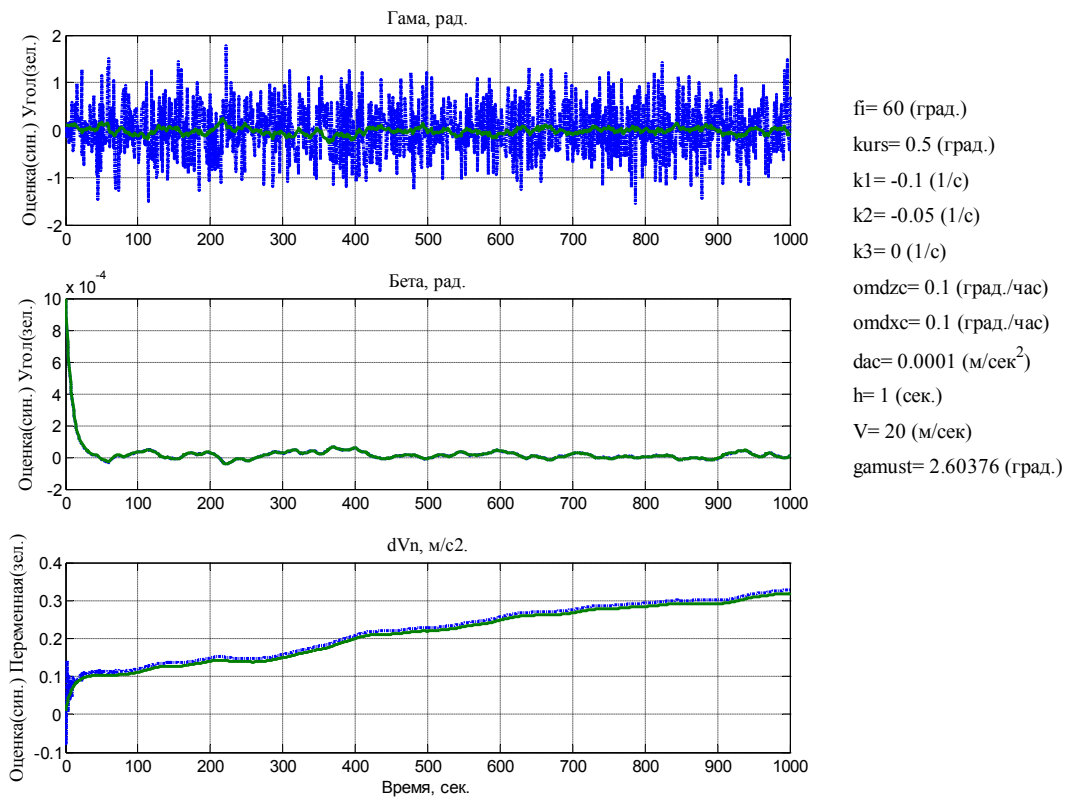 Гама, рад.
Оценка(син.) Угол(зел.)
2
1
0
-1
-2
0 100 200 300 400 500 600 700 800 900 1000
Бета, рад.
x 10^-4
Оценка(син.) Угол(зел.)
10
8
6
4
2
0
-2
0 100 200 300 400 500 600 700 800 900 1000
dVn, м/с2.
Оценка(син.) Переменная(зел.)
0.4
0.3
0.2
0.1
0
-0.1
0 100 200 300 400 500 600 700 800 900 1000
Время, сек.
fi= 60 (град.)
kurs= 0.5 (град.)
k1= -0.1 (1/с)
k2= -0.05 (1/с)
k3= 0 (1/с)
omdzc= 0.1 (град./час)
omdxc= 0.1 (град./час)
dac= 0.0001 (м/сек^2)
h= 1 (сек.)
V= 20 (м/сек)
gamust= 2.60376 (град.)